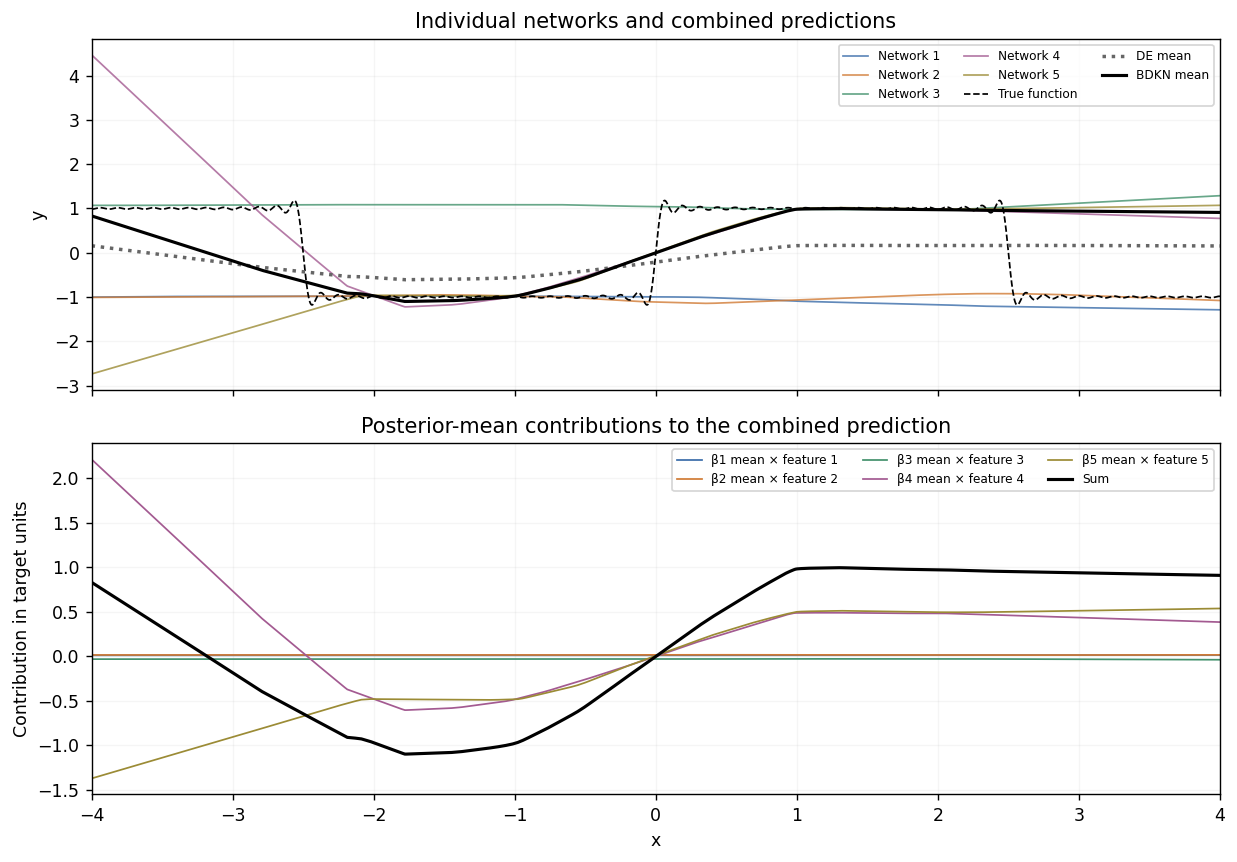 Individual networks and combined predictions
Network 1
Network 2
Network 3
Network 4
Network 5
True function
DE mean
BDKN mean
4
3
2
1
0
−1
−2
−3
y
Posterior-mean contributions to the combined prediction
β1 mean × feature 1
β2 mean × feature 2
β3 mean × feature 3
β4 mean × feature 4
β5 mean × feature 5
Sum
2.0
1.5
1.0
0.5
0.0
−0.5
−1.0
−1.5
Contribution in target units
−4 −3 −2 −1 0 1 2 3 4
x